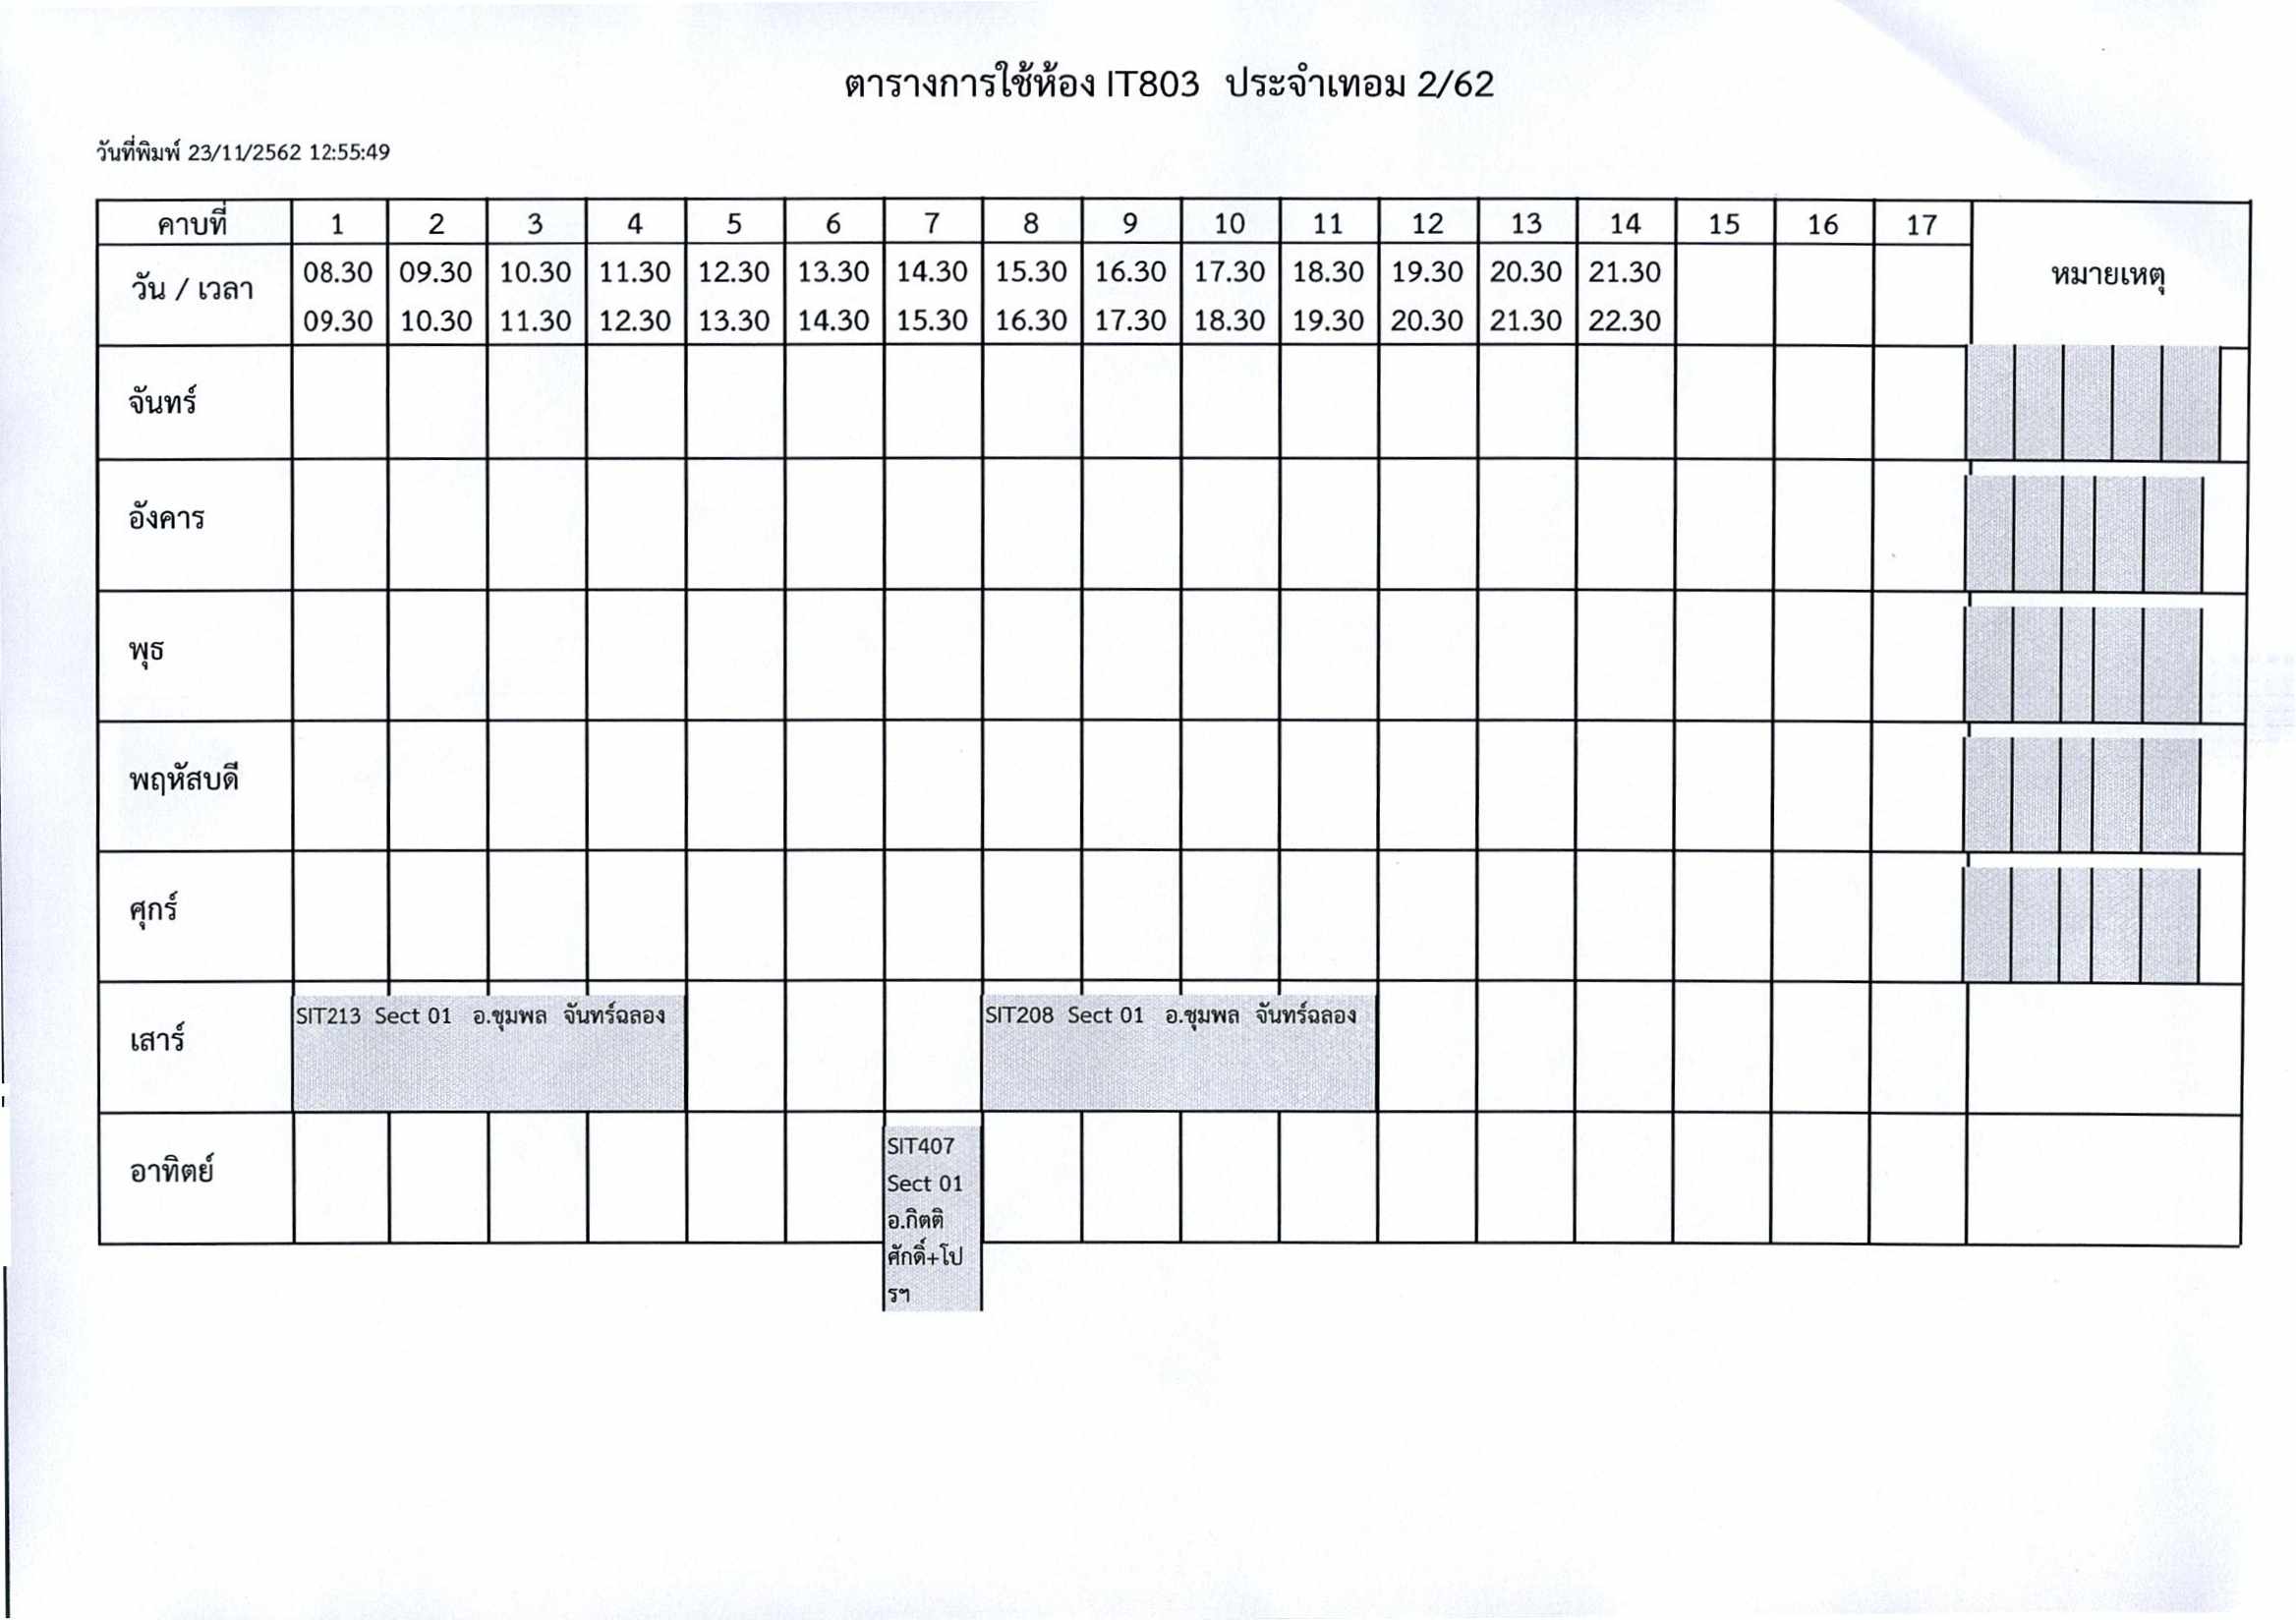 ตารางการใช้ห้อง IT803 ประจำเทอม 2/62
วันที่พิมพ์ 23/11/2562 12:55:49
คาบที่ 1 2 3 4 5 6 7 8 9 10 11 12 13 14 15 16 17
วัน / เวลา หมายเหตุ
08.30 09.30 10.30 11.30 12.30 13.30 14.30 15.30 16.30 17.30 18.30 19.30 20.30 21.30
09.30 10.30 11.30 12.30 13.30 14.30 15.30 16.30 17.30 18.30 19.30 20.30 21.30 22.30
จันทร์
อังคาร
พุธ
พฤหัสบดี
ศุกร์
เสาร์
SIT213 Sect 01 อ.ชุมพล จันทร์ฉลอง
SIT208 Sect 01 อ.ชุมพล จันทร์ฉลอง
อาทิตย์
SIT407
Sect 01
อ.กิตติ
ศักดิ์+โป
รฯ